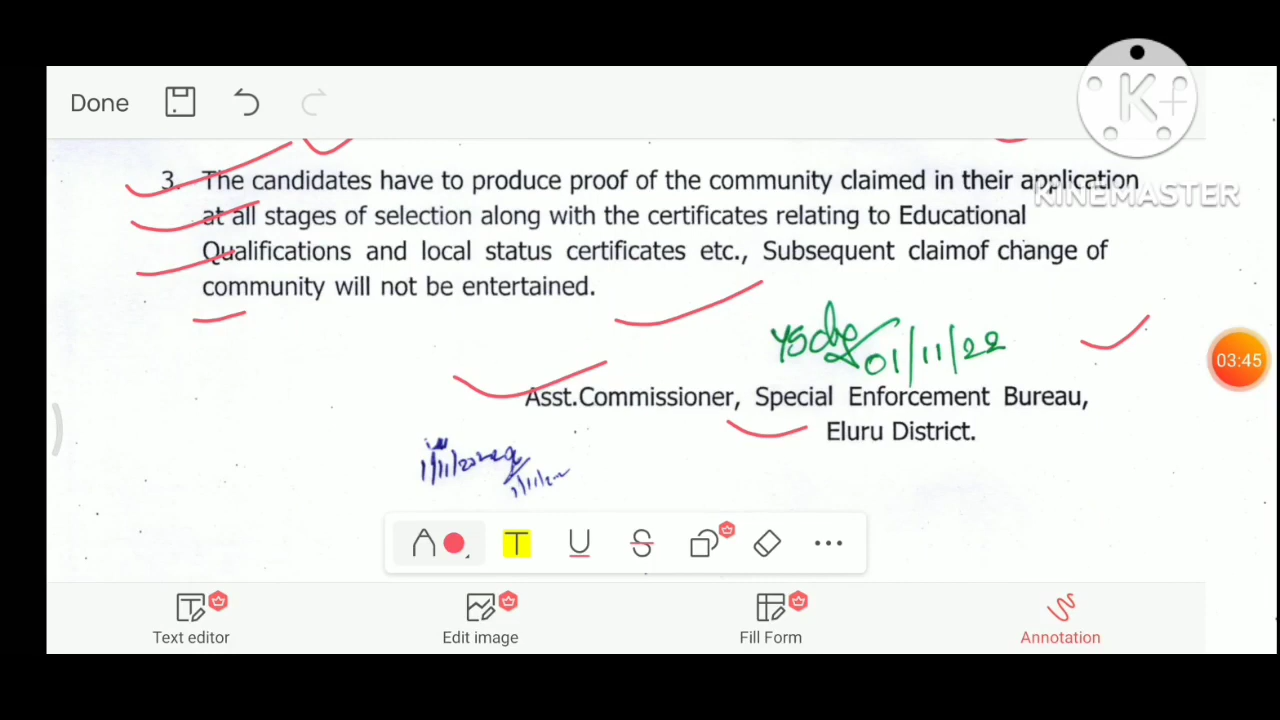 Done
3. The candidates have to produce proof of the community claimed in their application
at all stages of selection along with the certificates relating to Educational
Qualifications and local status certificates etc., Subsequent claimof change of
community will not be entertained.
KINEMASTER
03:45
01/11/22
Asst.Commissioner, Special Enforcement Bureau,
Eluru District.
T U S
Text editor
Edit image
Fill Form
Annotation